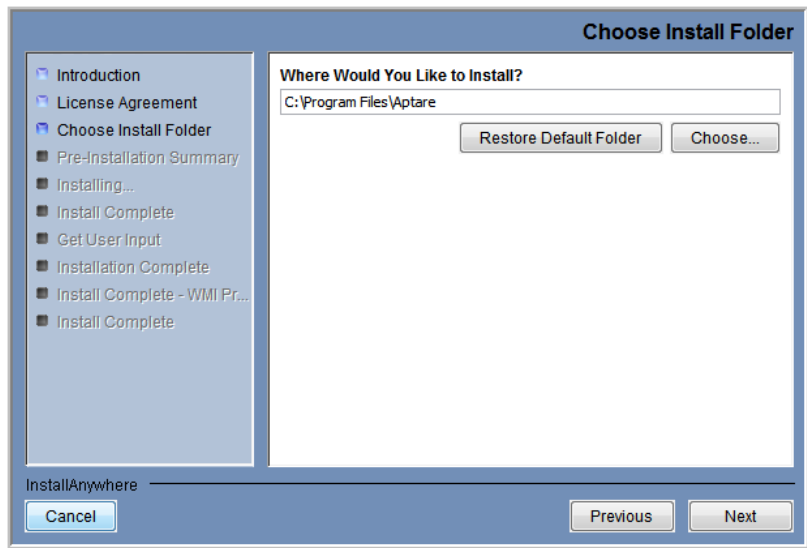 Choose Install Folder
Introduction
License Agreement
Choose Install Folder
Pre-Installation Summary
Installing...
Install Complete
Get User Input
Installation Complete
Install Complete - WMI Pr...
Install Complete
Where Would You Like to Install?
C:\Program Files\Aptare
Restore Default Folder
Choose...
InstallAnywhere
Cancel
Previous
Next